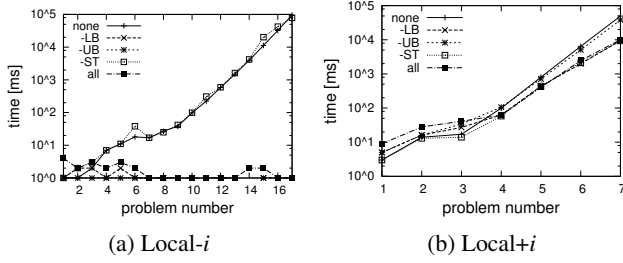 none
-LB
-UB
-ST
all
10^5
10^4
10^3
10^2
10^1
10^0
time [ms]
2 4 6 8 10 12 14 16
problem number
(a) Local-i
none
-LB
-UB
-ST
all
10^5
10^4
10^3
10^2
10^1
10^0
time [ms]
1 2 3 4 5 6 7
problem number
(b) Local+i